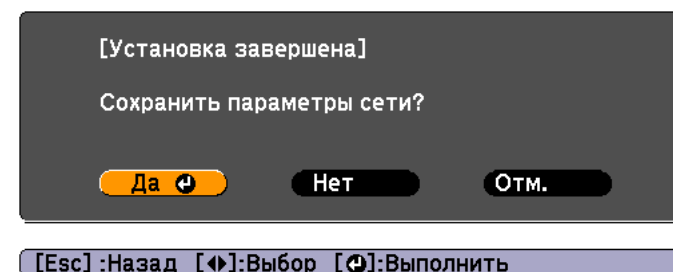 [Установка завершена]
Сохранить параметры сети?
Да Нет Отм.
[Esc] :Назад [◆]:Выбор [↵]:Выполнить